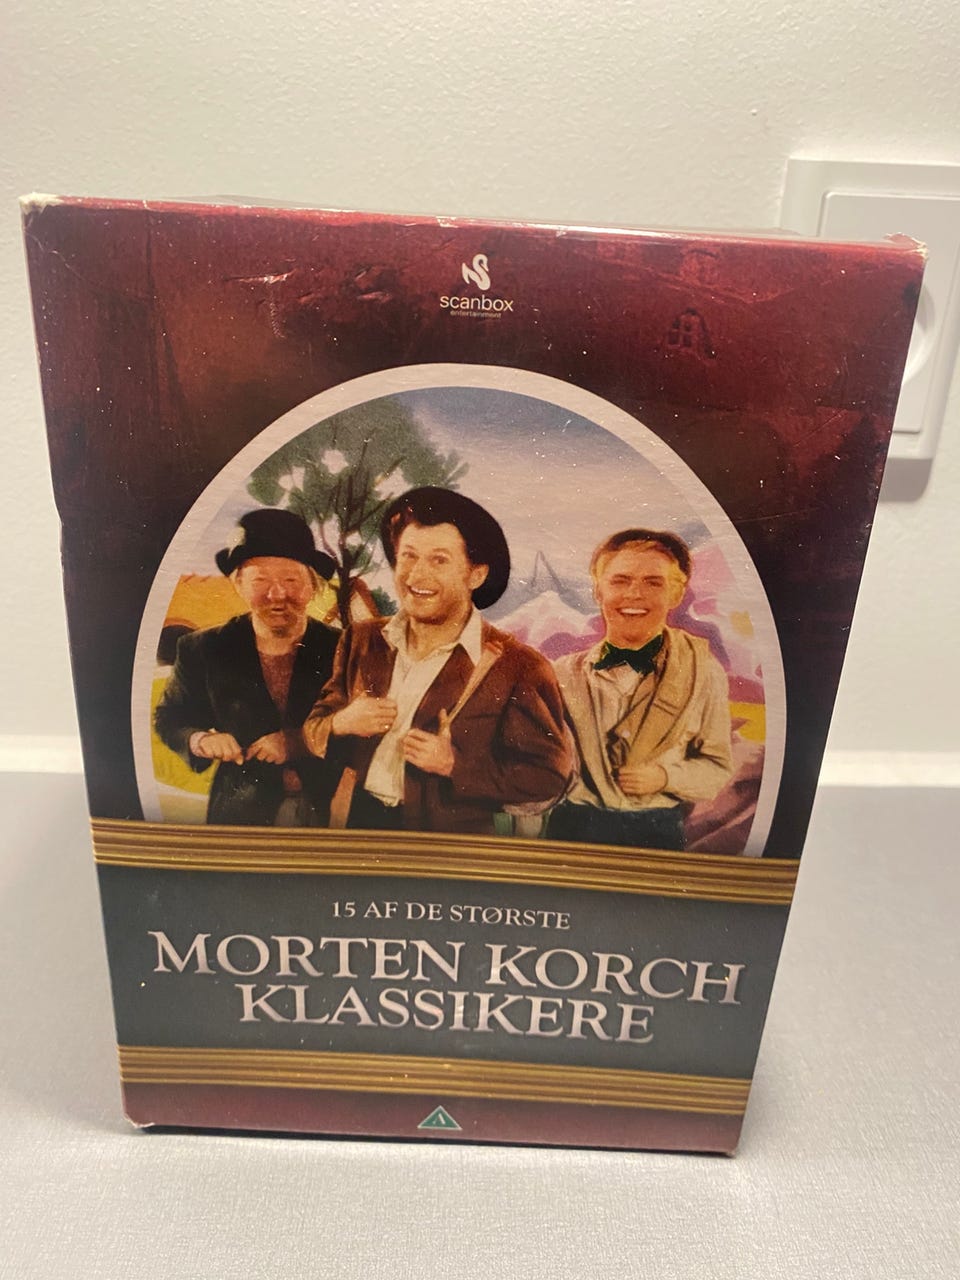 scanbox
entertainment
15 AF DE STØRSTE
MORTEN KORCH
KLASSIKERE
A